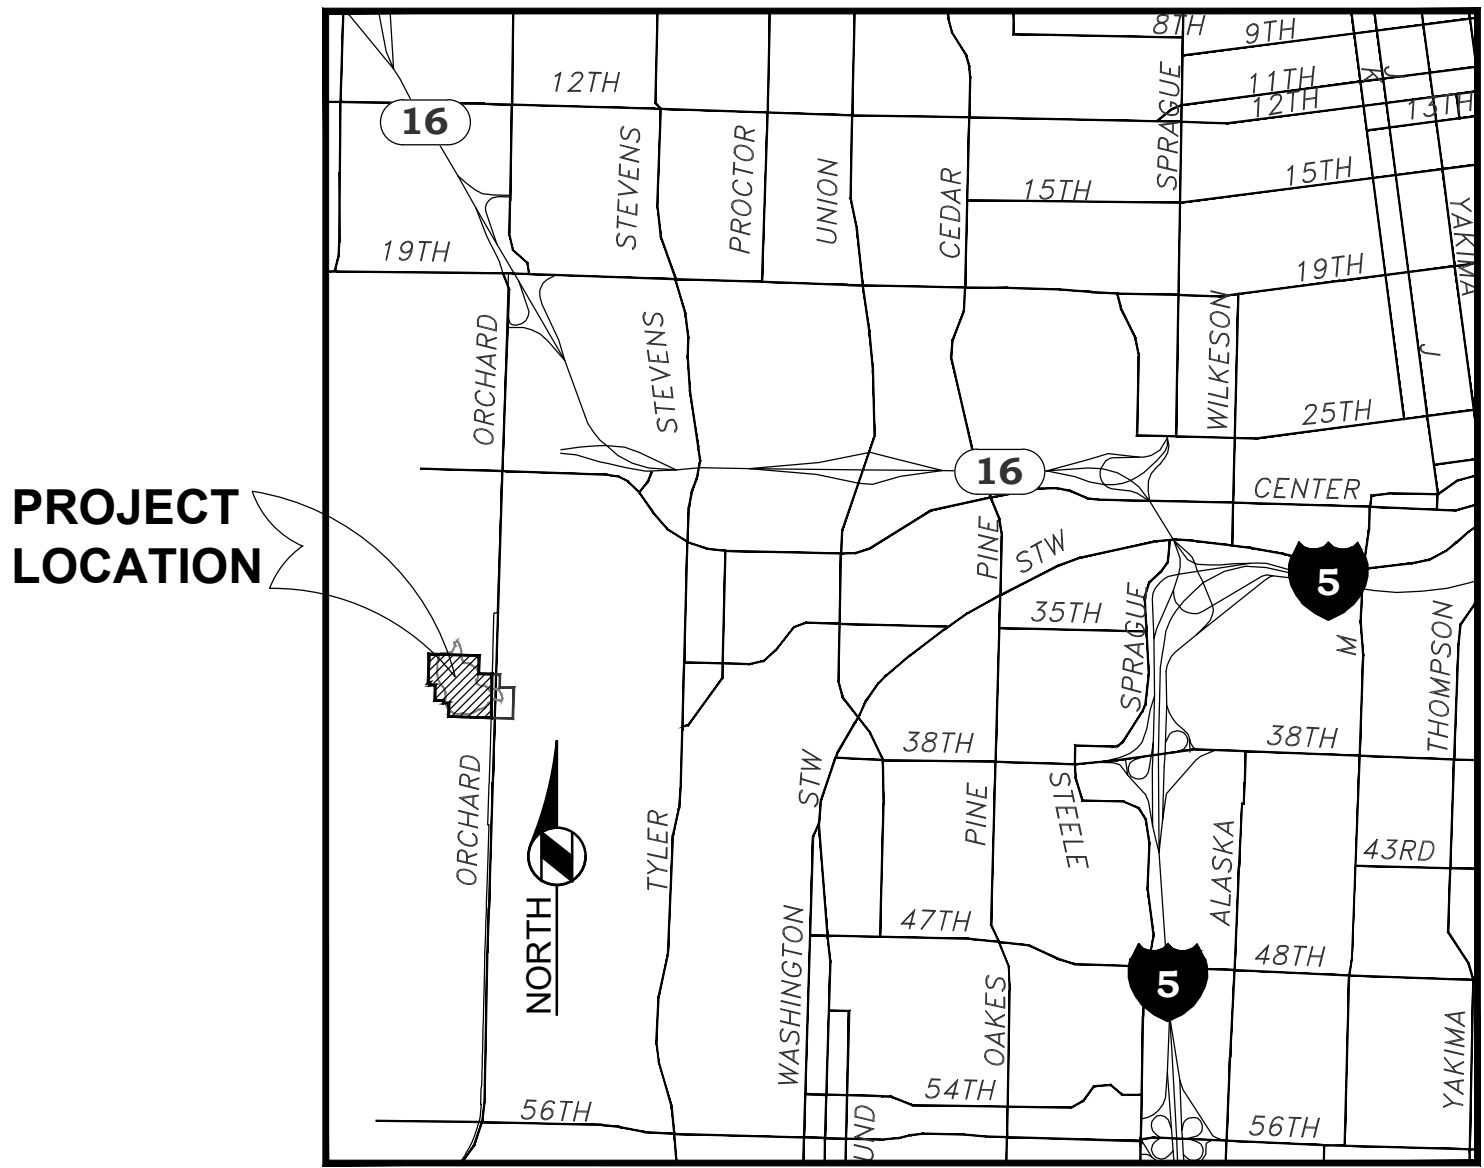 8TH
9TH
11TH
12TH
12TH
13TH
K
J
16
15TH
15TH
STEVENS
PROCTOR
UNION
CEDAR
SPRAGUE
YAKIMA
19TH
19TH
ORCHARD
STEVENS
WILKESON
J
25TH
16
CENTER
PROJECT
LOCATION
PINE
STW
5
35TH
SPRAGUE
M
THOMPSON
38TH
38TH
ORCHARD
TYLER
STW
PINE
STEELE
ALASKA
43RD
NORTH
WASHINGTON
47TH
48TH
5
OAKES
YAKIMA
54TH
56TH
UND
56TH